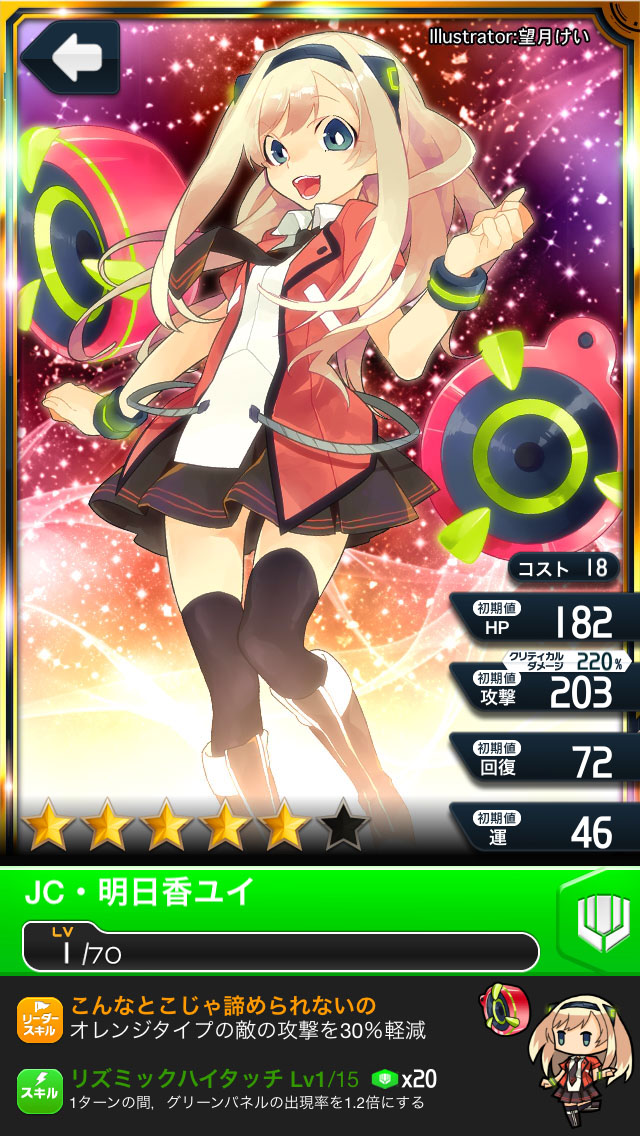 Illustrator:望月けい
コスト 18
初期値
HP 182
クリティカル
ダメージ 220%
初期値
攻撃 203
初期値
回復 72
初期値
運 46
JC・明日香ユイ
LV
1/70
リーダー
スキル
こんなとこじゃ諦められないの
オレンジタイプの敵の攻撃を30%軽減
スキル
リズミックハイタッチ Lv1/15 x20
1ターンの間，グリーンパネルの出現率を1.2倍にする